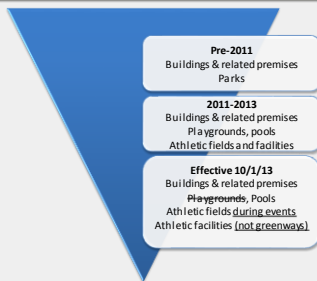 Pre-2011
Buildings & related premises
Parks
2011-2013
Buildings & related premises
Playgrounds, pools
Athletic fields and facilities
Effective 10/1/13
Buildings & related premises
Playgrounds, Pools
Athletic fields during events
Athletic facilities (not greenways)